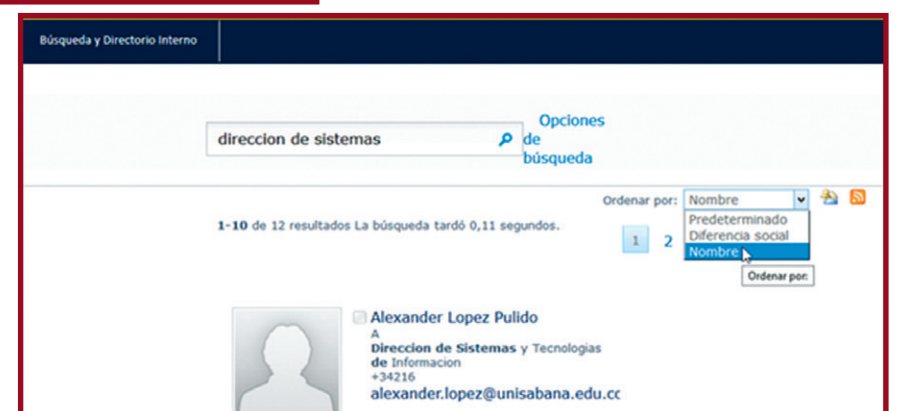 Búsqueda y Directorio Interno
direccion de sistemas
Opciones
de
búsqueda
Ordenar por: Nombre
Predeterminado
Diferencia social
Nombre
Ordenar por:
1-10 de 12 resultados La búsqueda tardó 0,11 segundos.
1 2
Alexander Lopez Pulido
A
Direccion de Sistemas y Tecnologias
de Informacion
+34216
alexander.lopez@unisabana.edu.cc